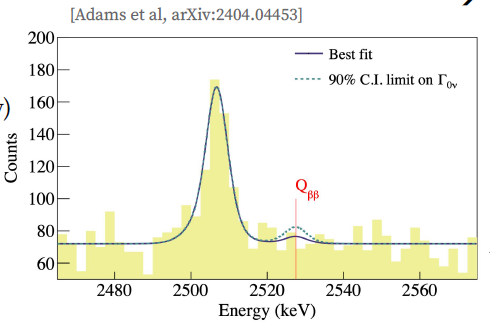 [Adams et al, arXiv:2404.04453]
200
180
160
140
120
100
80
60
Counts
Best fit
90% C.I. limit on Γ0ν
Qββ
2480 2500 2520 2540 2560
Energy (keV)